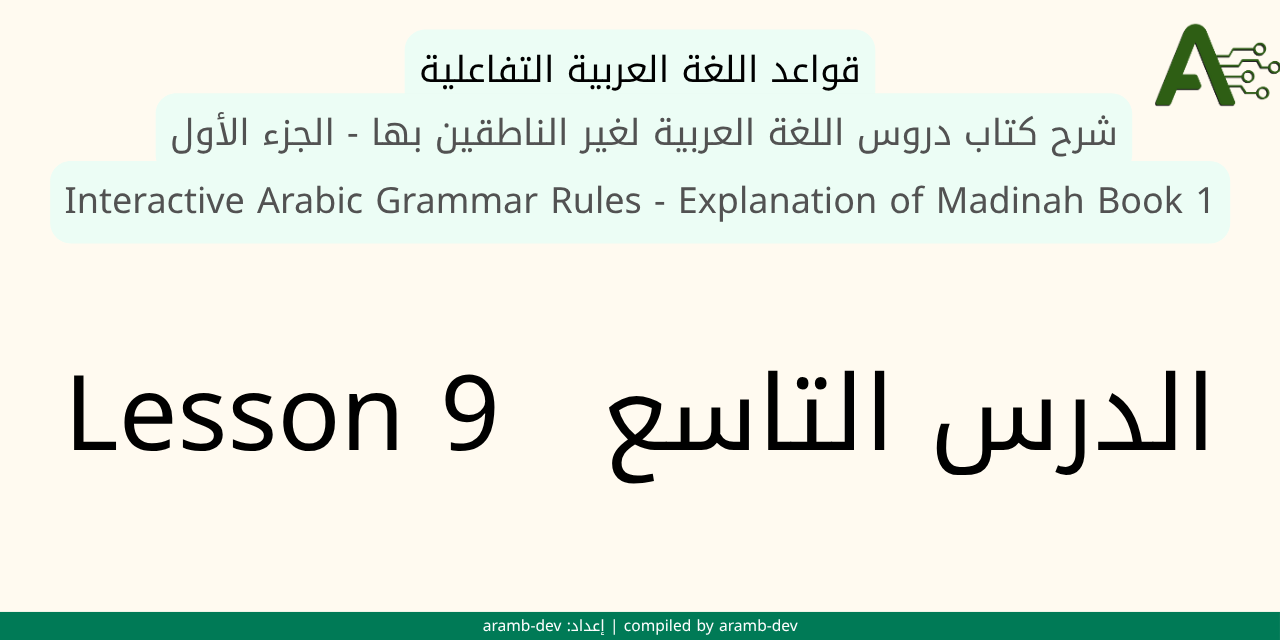 قواعد اللغة العربية التفاعلية
شرح كتاب دروس اللغة العربية لغير الناطقين بها - الجزء الأول
Interactive Arabic Grammar Rules - Explanation of Madinah Book 1
الدرس التاسع Lesson 9
aramb-dev :إعداد | compiled by aramb-dev